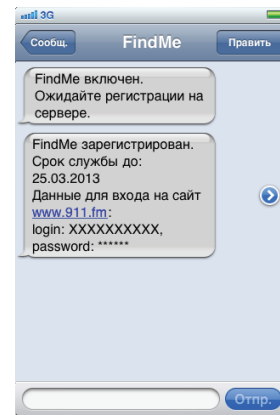 3G
Сообщ.
FindMe
Править
FindMe включен.
Ожидайте регистрации на
сервере.
FindMe зарегистрирован.
Срок службы до:
25.03.2013
Данные для входа на сайт
www.911.fm:
login: XXXXXXXXXX,
password: ******
Отпр.